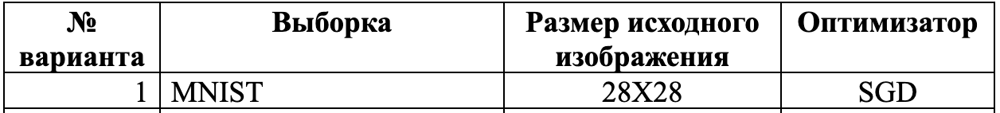 № варианта Выборка Размер исходного изображения Оптимизатор
1 MNIST 28X28 SGD